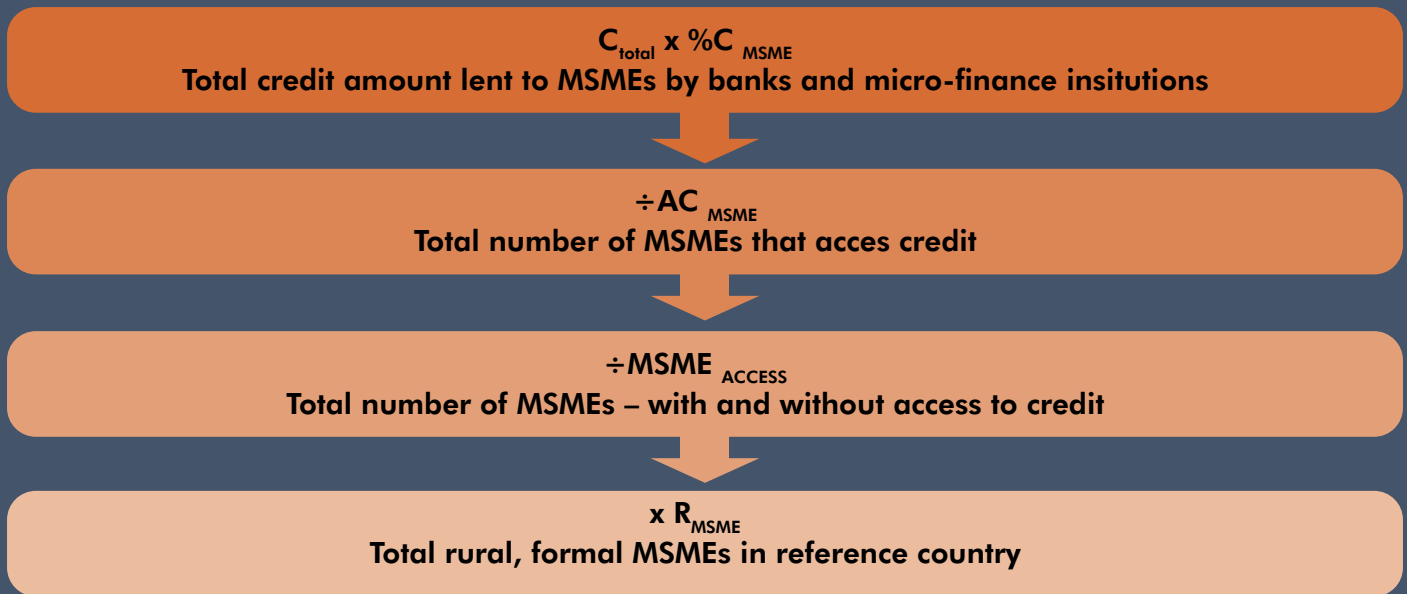 C total x %C MSME
Total credit amount lent to MSMEs by banks and micro-finance insitutions
÷AC MSME
Total number of MSMEs that acces credit
÷MSME ACCESS
Total number of MSMEs – with and without access to credit
x R MSME
Total rural, formal MSMEs in reference country